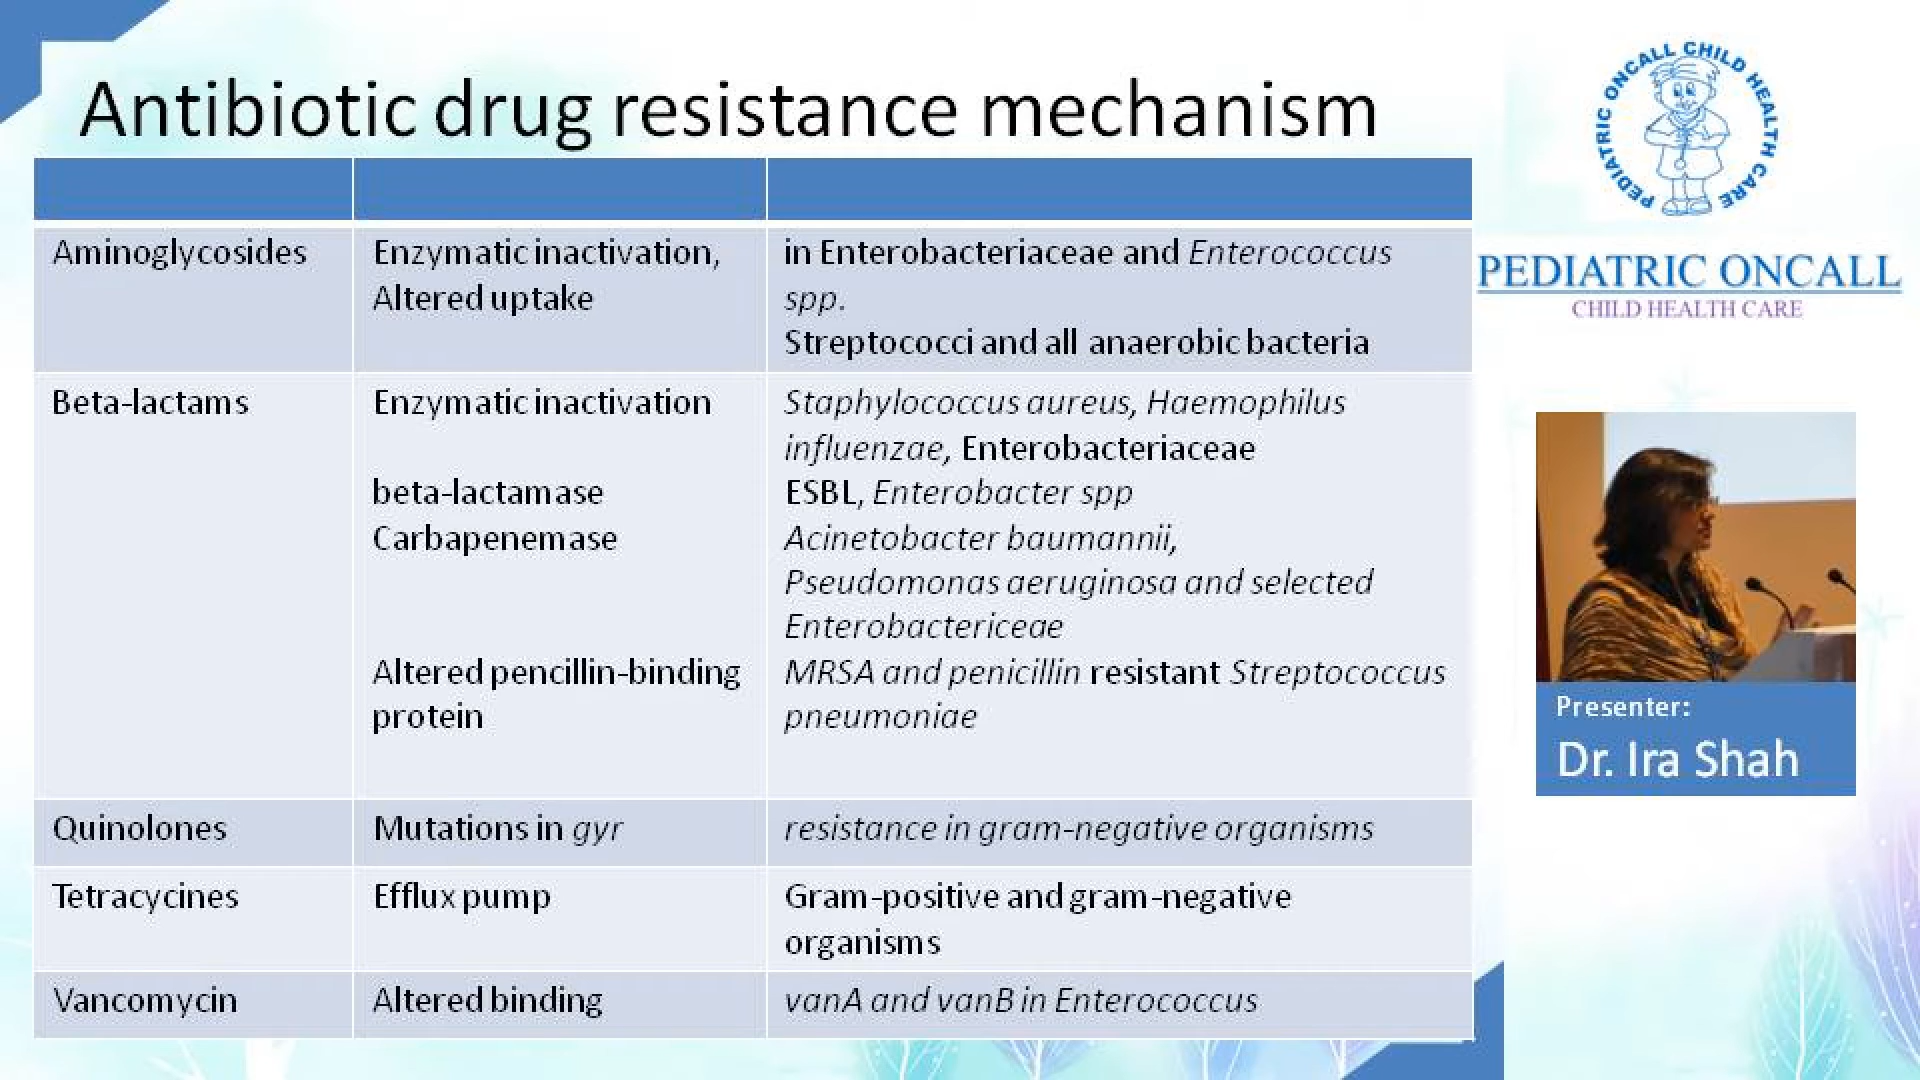 Antibiotic drug resistance mechanism
Aminoglycosides
Enzymatic inactivation,
Altered uptake
in Enterobacteriaceae and Enterococcus
spp.
Streptococci and all anaerobic bacteria
Beta-lactams
Enzymatic inactivation
beta-lactamase
Carbapenemase
Altered pencillin-binding
protein
Staphylococcus aureus, Haemophilus
influenzae, Enterobacteriaceae
ESBL, Enterobacter spp
Acinetobacter baumannii,
Pseudomonas aeruginosa and selected
Enterobactericeae
MRSA and penicillin resistant Streptococcus
pneumoniae
Quinolones
Mutations in gyr
resistance in gram-negative organisms
Tetracycines
Efflux pump
Gram-positive and gram-negative
organisms
Vancomycin
Altered binding
vanA and vanB in Enterococcus
PEDIATRIC ONCALL CHILD HEALTH CARE
PEDIATRIC ONCALL
CHILD HEALTH CARE
Presenter:
Dr. Ira Shah